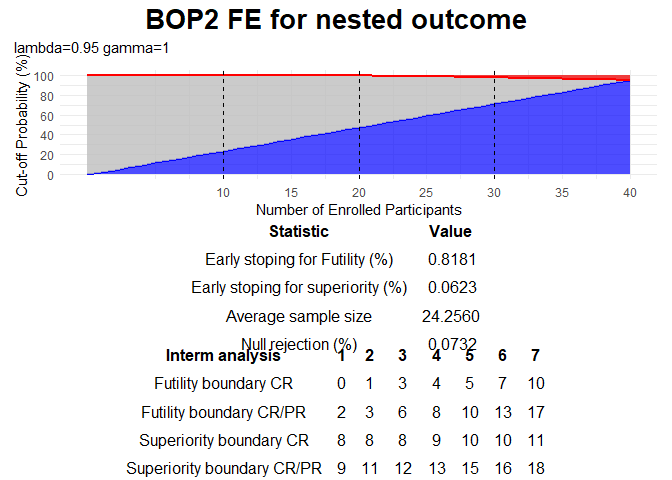 BOP2 FE for nested outcome
lambda=0.95 gamma=1
Cut-off Probability (%)
100
80
60
40
20
0
10 15 20 25 30 35 40
Number of Enrolled Participants
Statistic Value
Early stoping for Futility (%) 0.8181
Early stoping for superiority (%) 0.0623
Average sample size 24.2560
Null rejection (%) 0.0732
Interm analysis 1 2 3 4 5 6 7
Futility boundary CR 0 1 3 4 5 7 10
Futility boundary CR/PR 2 3 6 8 10 13 17
Superiority boundary CR 8 8 8 9 10 10 11
Superiority boundary CR/PR 9 11 12 13 15 16 18